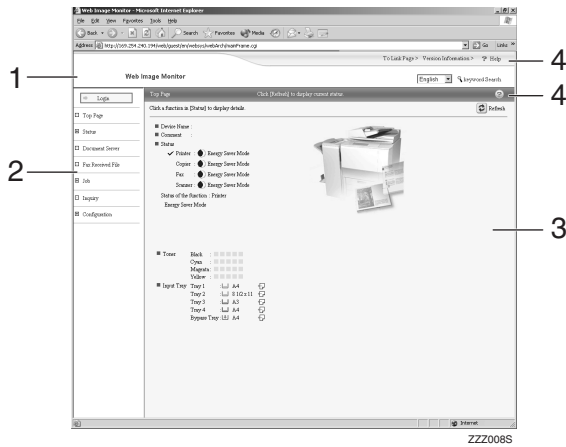 Web Image Monitor - Microsoft Internet Explorer
File Edit View Favorites Tools Help
Back Search Favorites Media
Address http://169.254.240.194/web/guest/en/websys/webArch/mainFrame.cgi Go Links »
To Link Page> Version Information> ? Help
4
1
Web Image Monitor
English keyword Search
Login
Top Page Click [Refresh] to display current status. ?
4
Click a function in [Status] to display details. Refresh
Top Page
Status
Document Server
Fax Received File
Job
Inquiry
Configuration
2
Device Name :
Comment :
Status
Printer : Energy Saver Mode
Copier : Energy Saver Mode
Fax : Energy Saver Mode
Scanner : Energy Saver Mode
Status of the function : Printer
Energy Saver Mode
3
Toner Black :
Cyan :
Magenta:
Yellow :
Input Tray Tray 1 : A4
Tray 2 : 8 1/2 x 11
Tray 3 : A3
Tray 4 : A4
Bypass Tray : A4
Internet
ZZZ008S